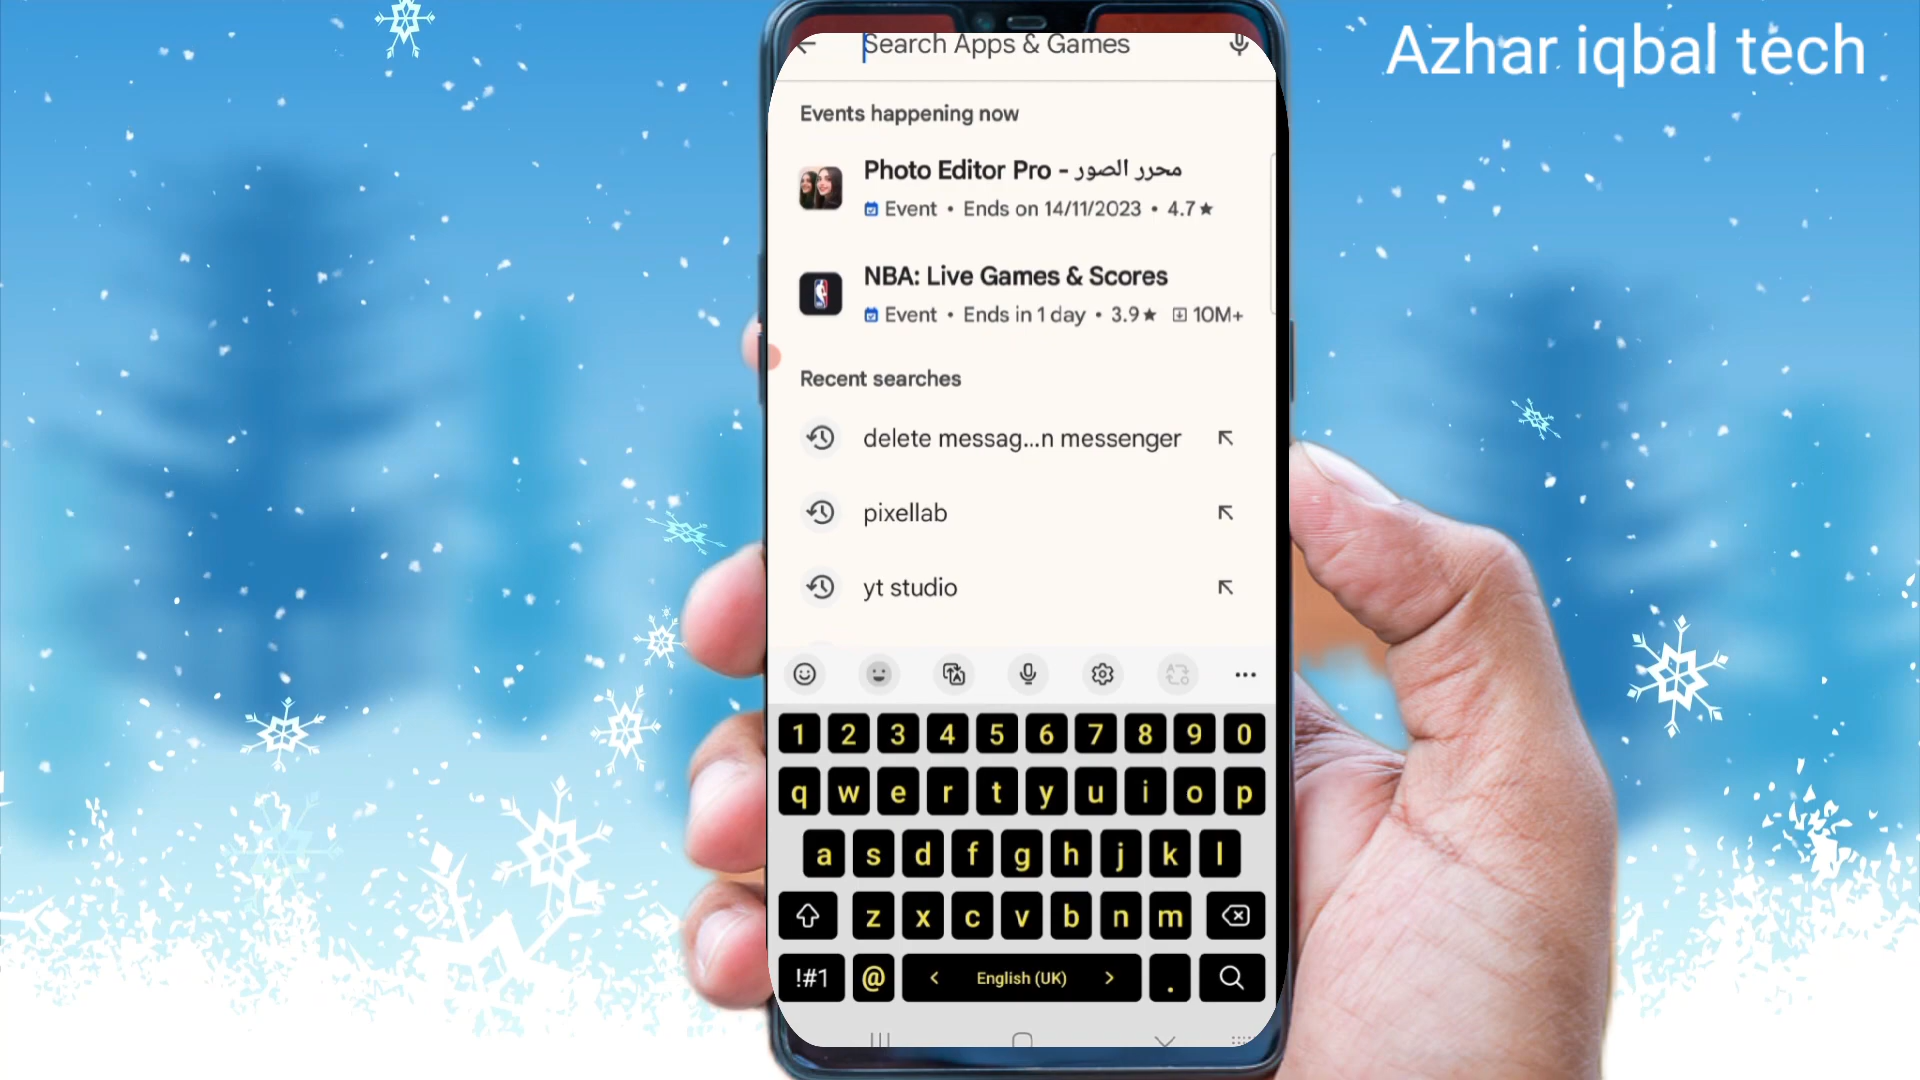 Azhar iqbal tech
Search Apps & Games
Events happening now
Photo Editor Pro - محرر الصور
Event • Ends on 14/11/2023 • 4.7★
NBA: Live Games & Scores
Event • Ends in 1 day • 3.9★ 10M+
Recent searches
delete messag...n messenger
pixellab
yt studio
1 2 3 4 5 6 7 8 9 0
q w e r t y u i o p
a s d f g h j k l
z x c v b n m
!#1 @ < English (UK) > .